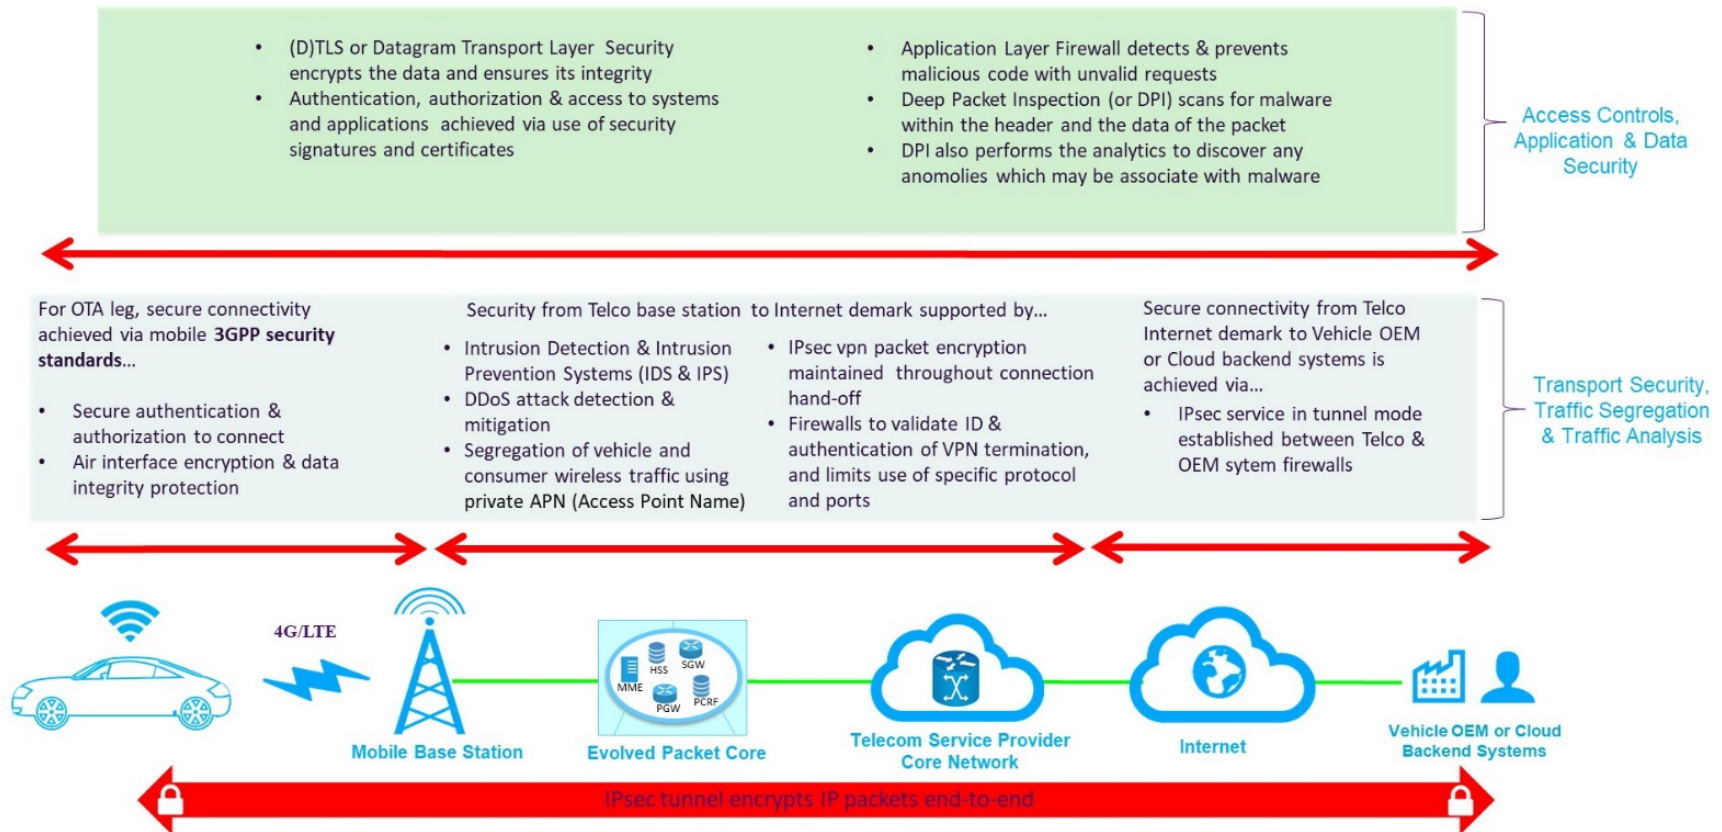 • (D)TLS or Datagram Transport Layer Security
encrypts the data and ensures its integrity
• Authentication, authorization & access to systems
and applications achieved via use of security
signatures and certificates
• Application Layer Firewall detects & prevents
malicious code with unvalid requests
• Deep Packet Inspection (or DPI) scans for malware
within the header and the data of the packet
• DPI also performs the analytics to discover any
anomolies which may be associate with malware
Access Controls,
Application & Data
Security
For OTA leg, secure connectivity
achieved via mobile 3GPP security
standards...
• Secure authentication &
authorization to connect
• Air interface encryption & data
integrity protection
Security from Telco base station to Internet demark supported by...
• Intrusion Detection & Intrusion
Prevention Systems (IDS & IPS)
• DDoS attack detection &
mitigation
• Segregation of vehicle and
consumer wireless traffic using
private APN (Access Point Name)
• IPsec vpn packet encryption
maintained throughout connection
hand-off
• Firewalls to validate ID &
authentication of VPN termination,
and limits use of specific protocol
and ports
Secure connectivity from Telco
Internet demark to Vehicle OEM
or Cloud backend systems is
achieved via...
• IPsec service in tunnel mode
established between Telco &
OEM sytem firewalls
Transport Security,
Traffic Segregation
& Traffic Analysis
4G/LTE
Mobile Base Station
MME
HSS
SGW
PGW
PCRF
Evolved Packet Core
Telecom Service Provider
Core Network
Internet
Vehicle OEM or Cloud
Backend Systems
IPsec tunnel encrypts IP packets end-to-end